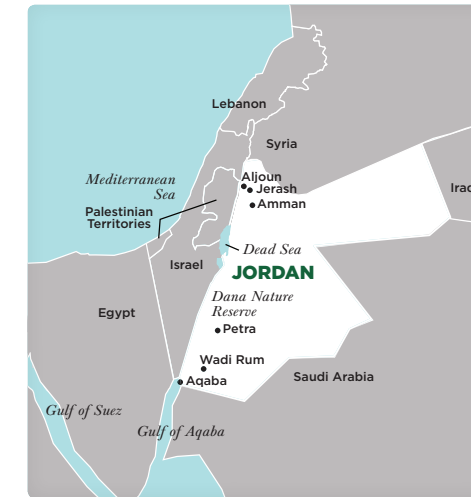 Lebanon
Syria
Mediterranean
Sea
Aljoun
Jerash
Amman
Palestinian
Territories
Iraq
Dead Sea
Israel
JORDAN
Dana Nature
Reserve
Egypt
Petra
Wadi Rum
Aqaba
Saudi Arabia
Gulf of Suez
Gulf of Aqaba